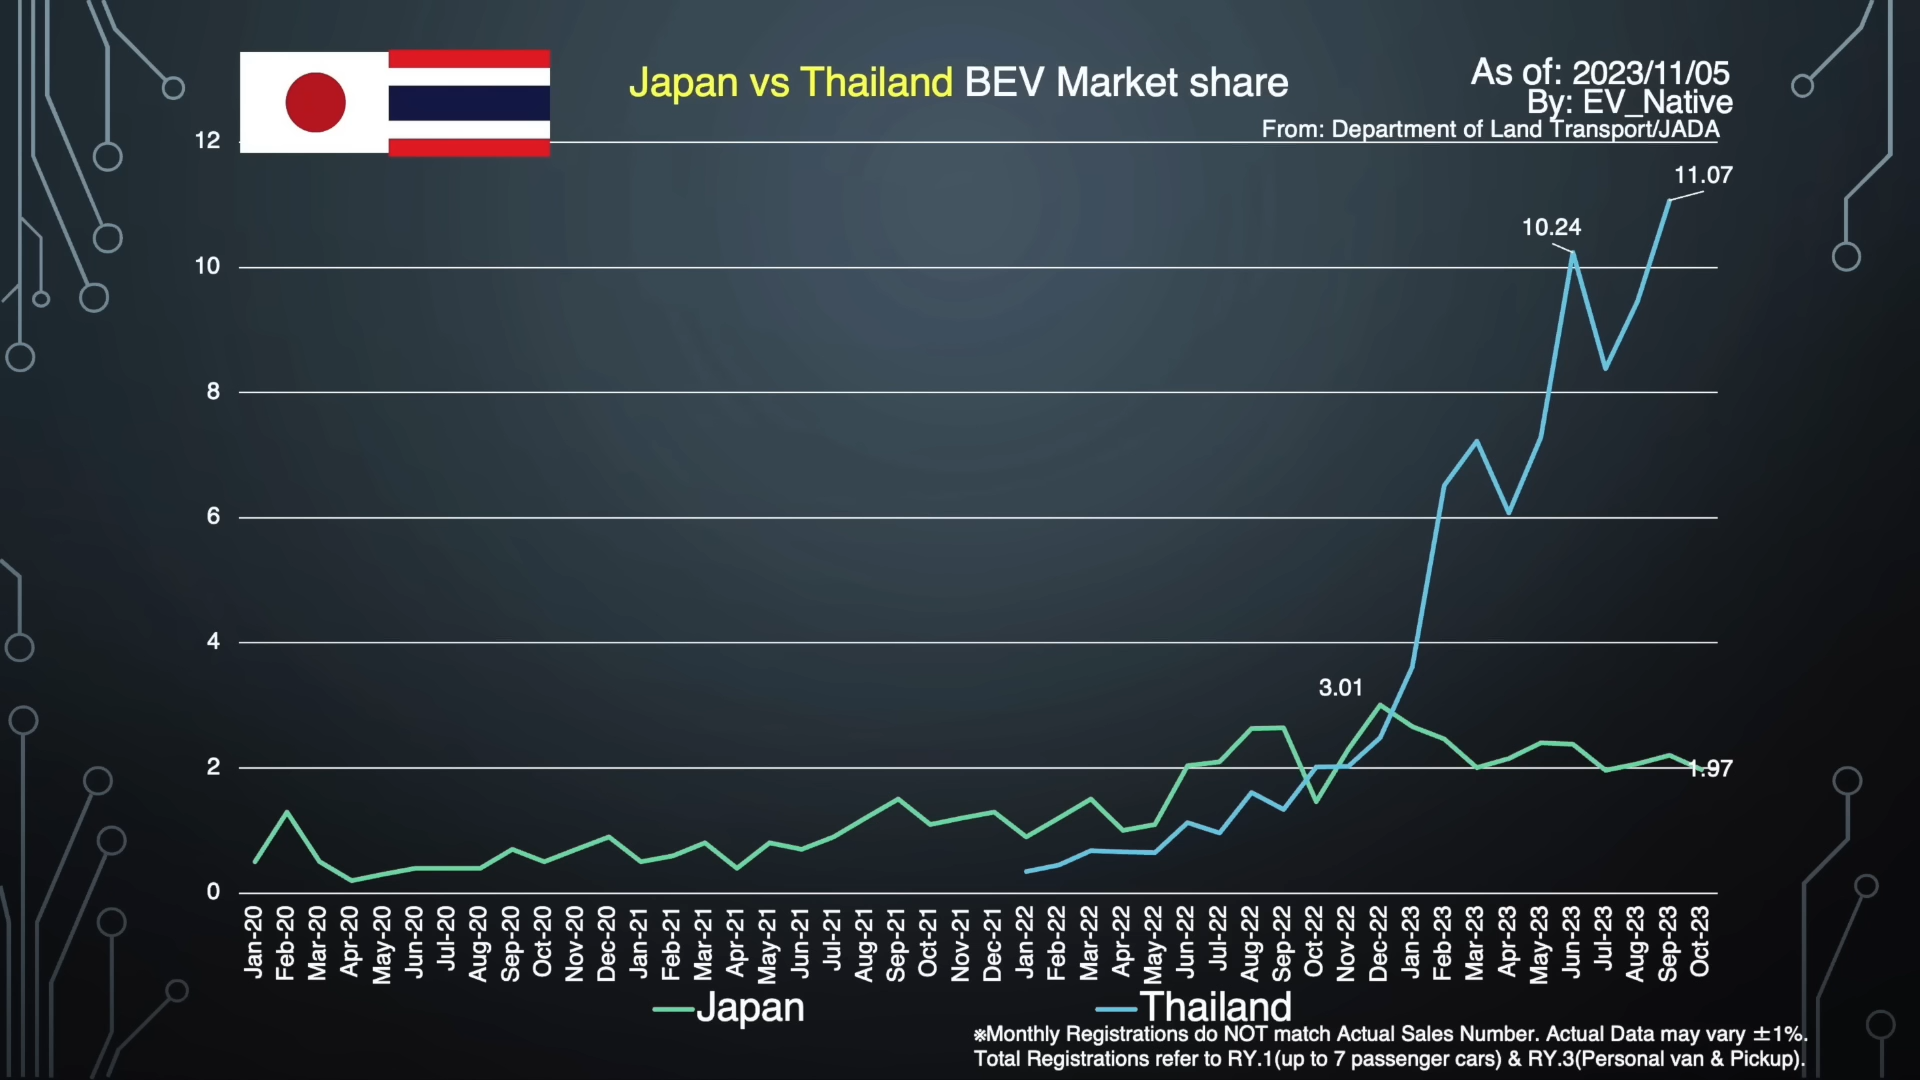 Japan vs Thailand BEV Market share
As of: 2023/11/05
By: EV_Native
From: Department of Land Transport/JADA
12
11.07
10.24
10
8
6
4
3.01
2
1.97
0
Jan-20
Feb-20
Mar-20
Apr-20
May-20
Jun-20
Jul-20
Aug-20
Sep-20
Oct-20
Nov-20
Dec-20
Jan-21
Feb-21
Mar-21
Apr-21
May-21
Jun-21
Jul-21
Aug-21
Sep-21
Oct-21
Nov-21
Dec-21
Jan-22
Feb-22
Mar-22
Apr-22
May-22
Jun-22
Jul-22
Aug-22
Sep-22
Oct-22
Nov-22
Dec-22
Jan-23
Feb-23
Mar-23
Apr-23
May-23
Jun-23
Jul-23
Aug-23
Sep-23
Oct-23
Japan
Thailand
※Monthly Registrations do NOT match Actual Sales Number. Actual Data may vary ±1%.
Total Registrations refer to RY.1(up to 7 passenger cars) & RY.3(Personal van & Pickup).